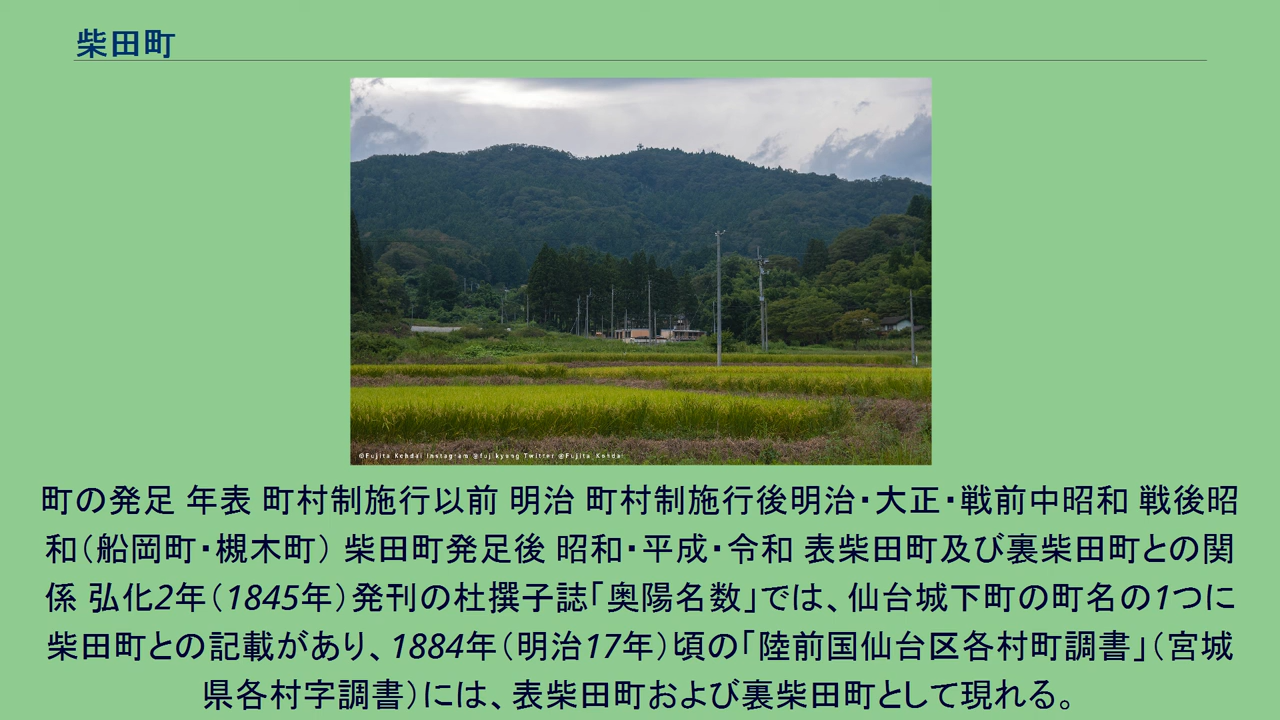 柴田町
©Fujita Kendai Instagram @fuji.kyang Twitter @Fujita_Kendai
町の発足 年表 町村制施行以前 明治 町村制施行後明治・大正・戦前中昭和 戦後昭
和（船岡町・槻木町） 柴田町発足後 昭和・平成・令和 表柴田町及び裏柴田町との関
係 弘化2年（1845年）発刊の杜撰子誌「奥陽名数」では、仙台城下町の町名の1つに
柴田町との記載があり、1884年（明治17年）頃の「陸前国仙台区各村町調書」（宮城
県各村字調書）には、表柴田町および裏柴田町として現れる。